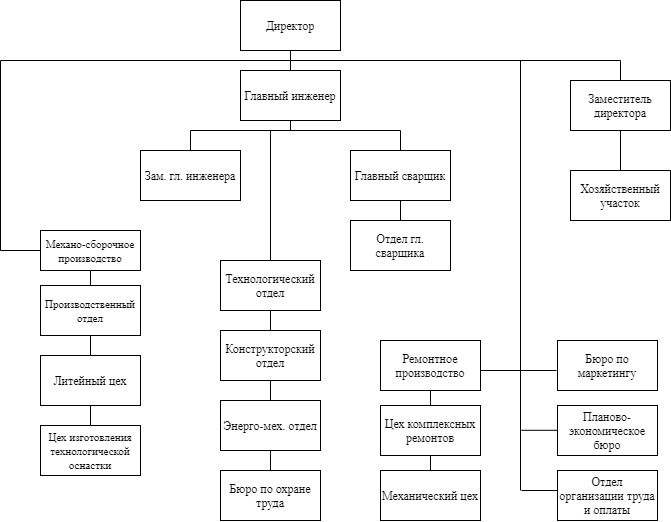 Директор
Главный инженер
Заместитель
директора
Зам. гл. инженера
Главный сварщик
Хозяйственный
участок
Механо-сборочное
производство
Отдел гл.
сварщика
Технологический
отдел
Производственный
отдел
Конструкторский
отдел
Ремонтное
производство
Бюро по
маркетингу
Литейный цех
Энерго-мех. отдел
Цех комплексных
ремонтов
Планово-
экономическое
бюро
Цех изготовления
технологической
оснастки
Бюро по охране
труда
Механический цех
Отдел
организации труда
и оплаты